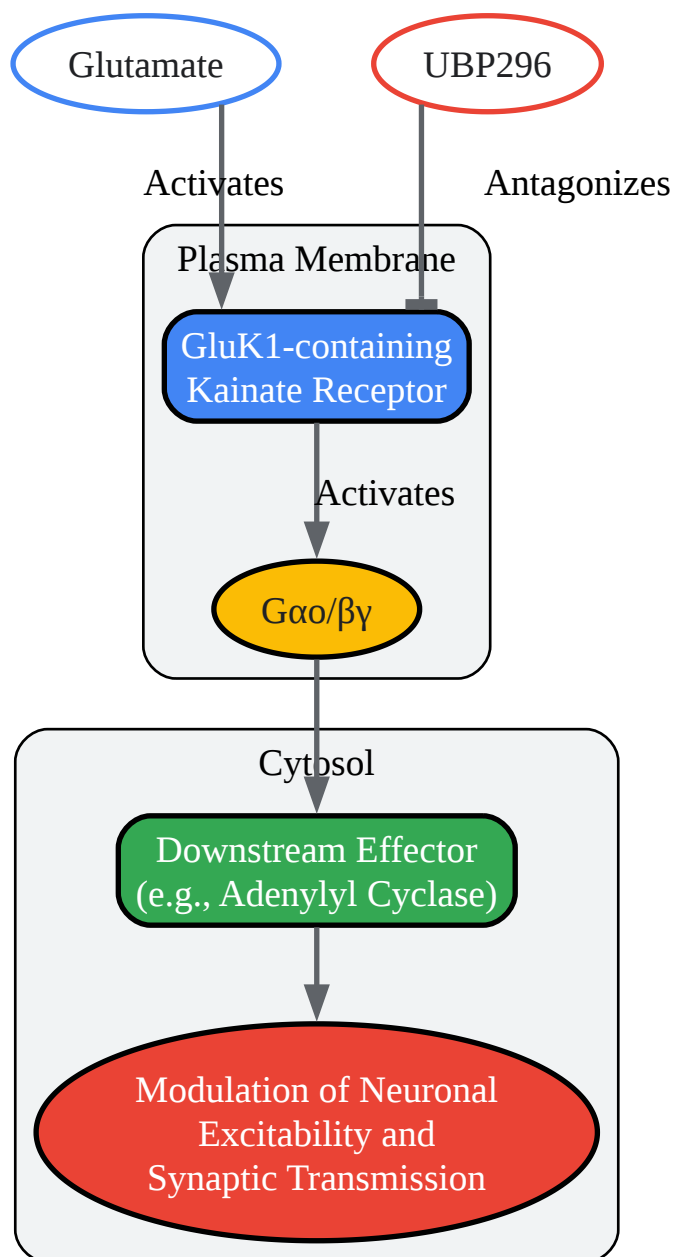 Glutamate
UBP296
Activates
Antagonizes
Plasma Membrane
GluK1-containing
Kainate Receptor
Activates
Gαo/βγ
Cytosol
Downstream Effector
(e.g., Adenylyl Cyclase)
Modulation of Neuronal
Excitability and
Synaptic Transmission